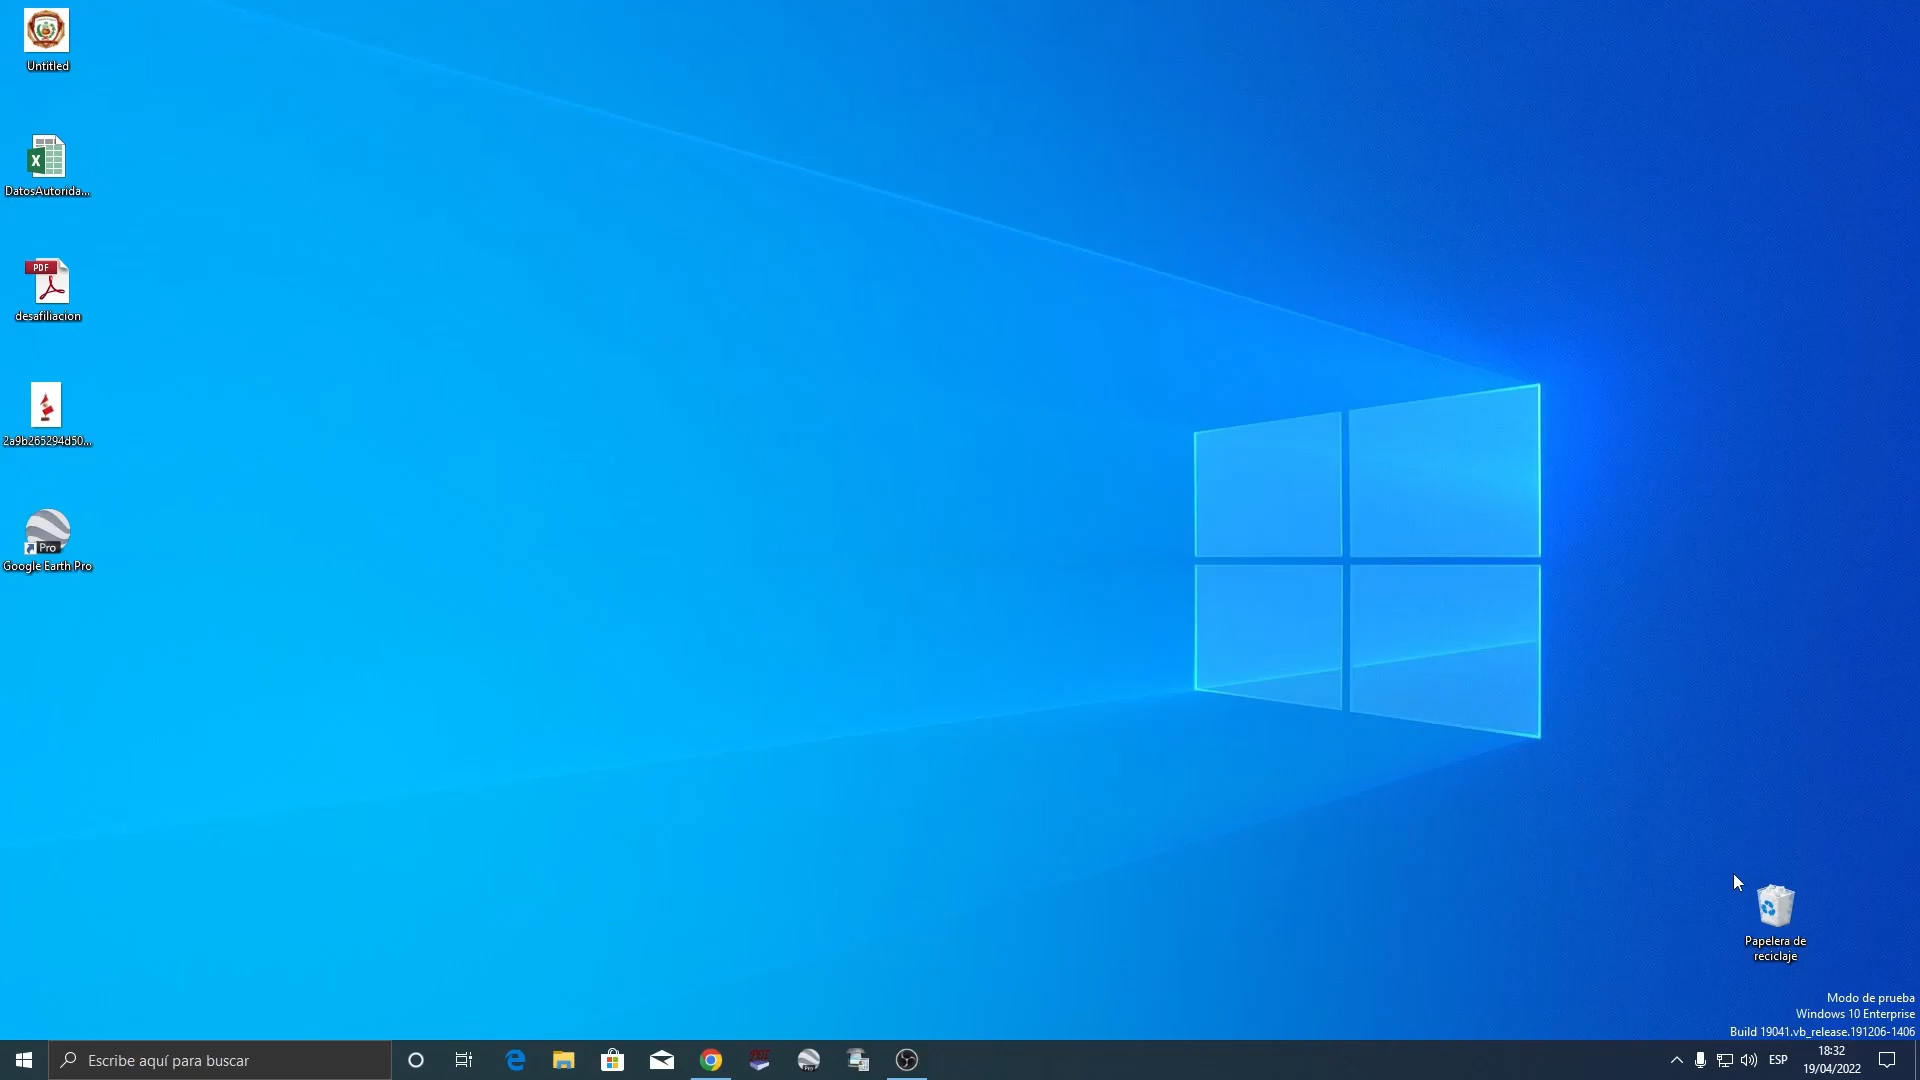 Untitled
DatosAutorida...
PDF
desafiliacion
2a9b265294d50...
Pro
Google Earth Pro
Papelera de
reciclaje
Modo de prueba
Windows 10 Enterprise
Build 19041.vb_release.191206-1406
Escribe aquí para buscar
ESP
18:32
19/04/2022